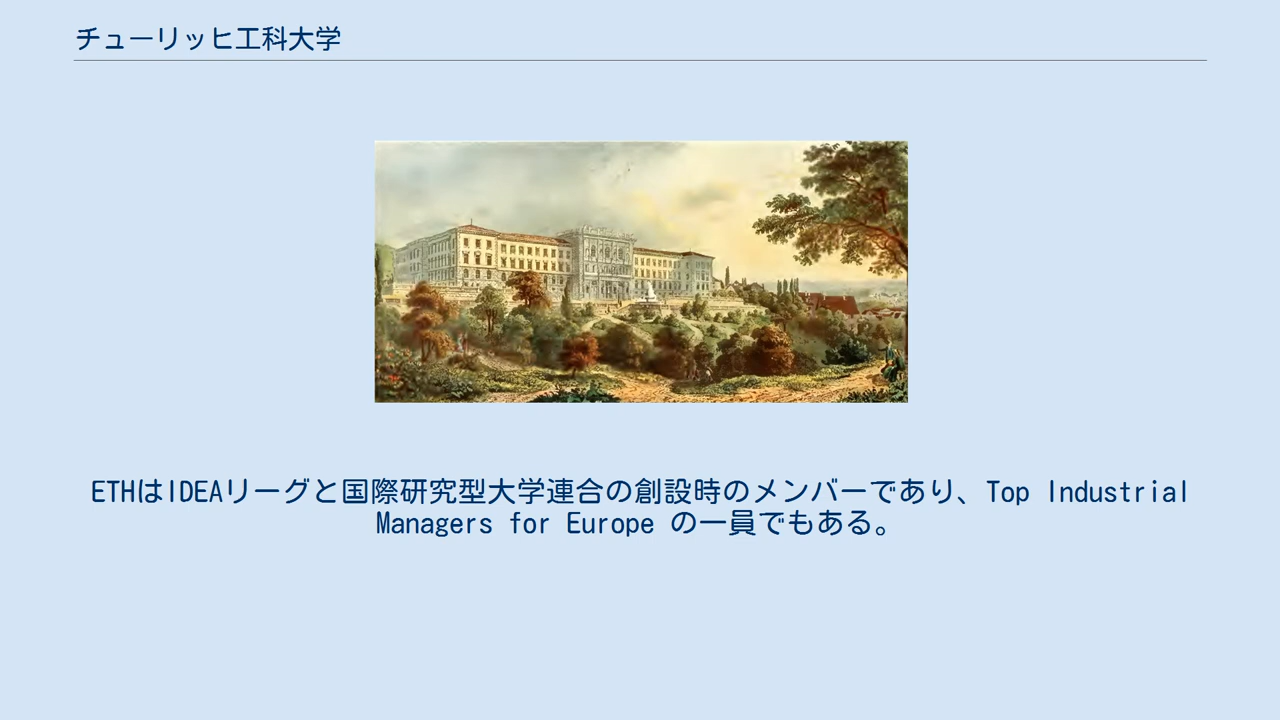 チューリッヒ工科大学
ETHはIDEAリーグと国際研究型大学連合の創設時のメンバーであり、Top Industrial
Managers for Europe の一員でもある。